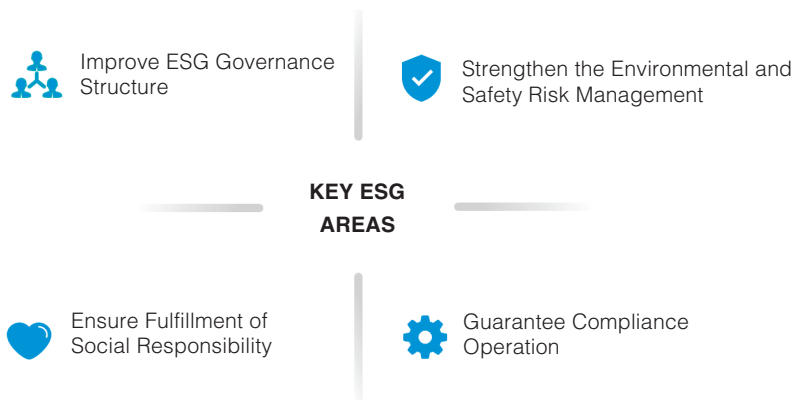 Improve ESG Governance
Structure
Strengthen the Environmental and
Safety Risk Management
KEY ESG
AREAS
Ensure Fulfillment of
Social Responsibility
Guarantee Compliance
Operation